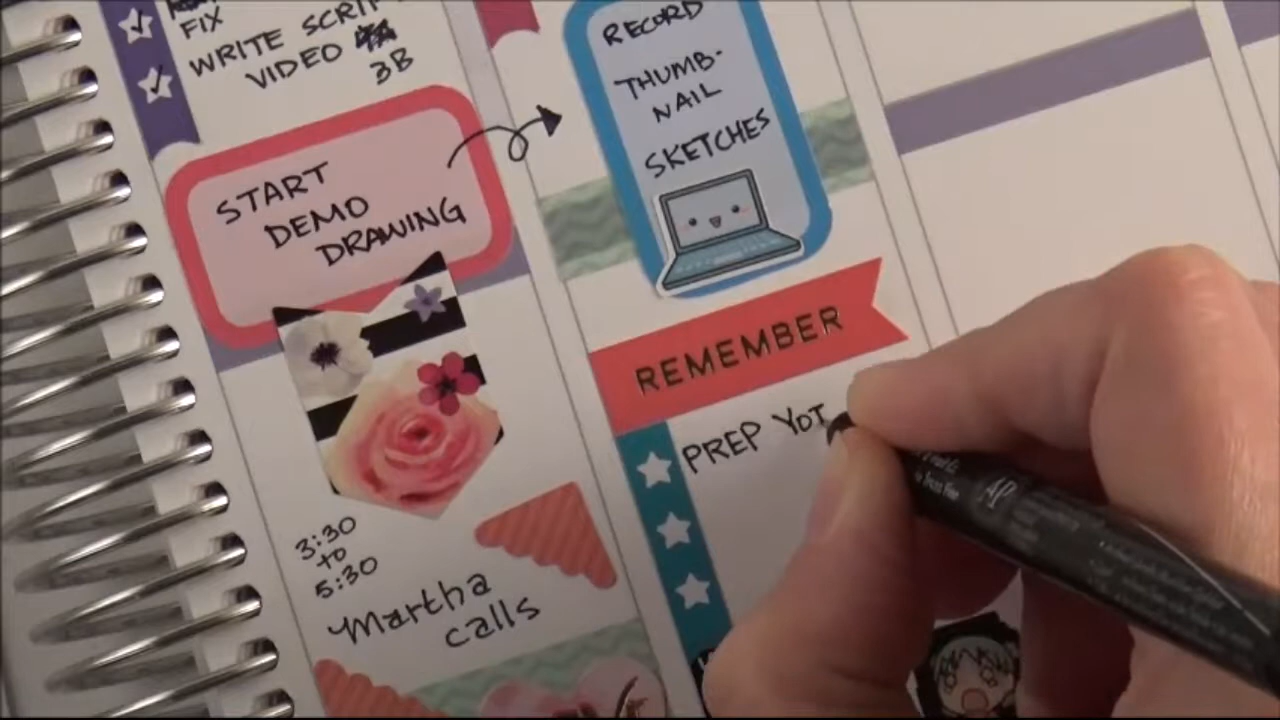 FIX
WRITE SCRIPT
VIDEO
3B
START
DEMO
DRAWING
3:30
to
5:30
Martha
calls
RECORD
THUMB-
NAIL
SKETCHES
REMEMBER
PREP YOT